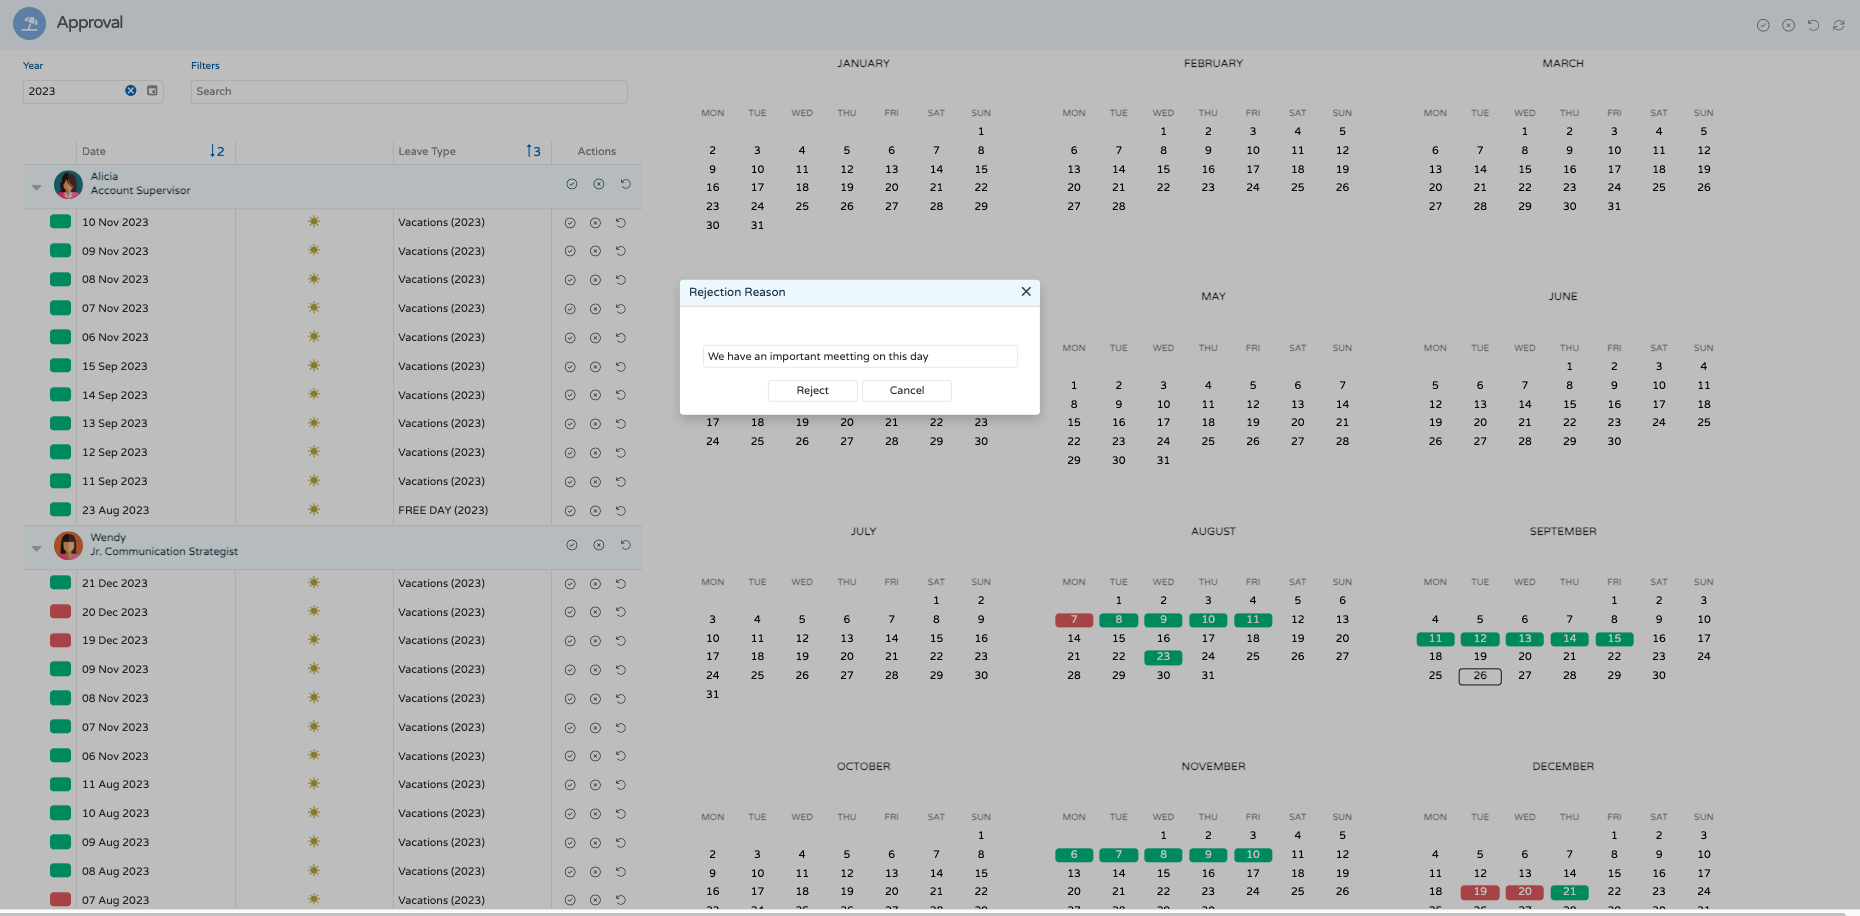 Approval
Year
Filters
2023
Search
Date 2 Leave Type 3 Actions
Alicia
Account Supervisor
10 Nov 2023 Vacations (2023)
09 Nov 2023 Vacations (2023)
08 Nov 2023 Vacations (2023)
07 Nov 2023 Vacations (2023)
06 Nov 2023 Vacations (2023)
15 Sep 2023 Vacations (2023)
14 Sep 2023 Vacations (2023)
13 Sep 2023 Vacations (2023)
12 Sep 2023 Vacations (2023)
11 Sep 2023 Vacations (2023)
23 Aug 2023 FREE DAY (2023)
Wendy
Jr. Communication Strategist
21 Dec 2023 Vacations (2023)
20 Dec 2023 Vacations (2023)
19 Dec 2023 Vacations (2023)
09 Nov 2023 Vacations (2023)
08 Nov 2023 Vacations (2023)
07 Nov 2023 Vacations (2023)
06 Nov 2023 Vacations (2023)
11 Aug 2023 Vacations (2023)
10 Aug 2023 Vacations (2023)
09 Aug 2023 Vacations (2023)
08 Aug 2023 Vacations (2023)
07 Aug 2023 Vacations (2023)
JANUARY
MON TUE WED THU FRI SAT SUN
1
2 3 4 5 6 7 8
9 10 11 12 13 14 15
16 17 18 19 20 21 22
23 24 25 26 27 28 29
30 31
FEBRUARY
MON TUE WED THU FRI SAT SUN
1 2 3 4 5
6 7 8 9 10 11 12
13 14 15 16 17 18 19
20 21 22 23 24 25 26
27 28
MARCH
MON TUE WED THU FRI SAT SUN
1 2 3 4 5
6 7 8 9 10 11 12
13 14 15 16 17 18 19
20 21 22 23 24 25 26
27 28 29 30 31
Rejection Reason
We have an important meetting on this day
Reject Cancel
17 18 19 20 21 22 23
24 25 26 27 28 29 30
MAY
MON TUE WED THU FRI SAT SUN
1 2 3 4 5 6 7
8 9 10 11 12 13 14
15 16 17 18 19 20 21
22 23 24 25 26 27 28
29 30 31
JUNE
MON TUE WED THU FRI SAT SUN
1 2 3 4
5 6 7 8 9 10 11
12 13 14 15 16 17 18
19 20 21 22 23 24 25
26 27 28 29 30
JULY
MON TUE WED THU FRI SAT SUN
1 2
3 4 5 6 7 8 9
10 11 12 13 14 15 16
17 18 19 20 21 22 23
24 25 26 27 28 29 30
31
AUGUST
MON TUE WED THU FRI SAT SUN
1 2 3 4 5 6
7 8 9 10 11 12 13
14 15 16 17 18 19 20
21 22 23 24 25 26 27
28 29 30 31
SEPTEMBER
MON TUE WED THU FRI SAT SUN
1 2 3
4 5 6 7 8 9 10
11 12 13 14 15 16 17
18 19 20 21 22 23 24
25 26 27 28 29 30
OCTOBER
MON TUE WED THU FRI SAT SUN
1
2 3 4 5 6 7 8
9 10 11 12 13 14 15
16 17 18 19 20 21 22
NOVEMBER
MON TUE WED THU FRI SAT SUN
1 2 3 4 5
6 7 8 9 10 11 12
13 14 15 16 17 18 19
20 21 22 23 24 25 26
DECEMBER
MON TUE WED THU FRI SAT SUN
1 2 3
4 5 6 7 8 9 10
11 12 13 14 15 16 17
18 19 20 21 22 23 24